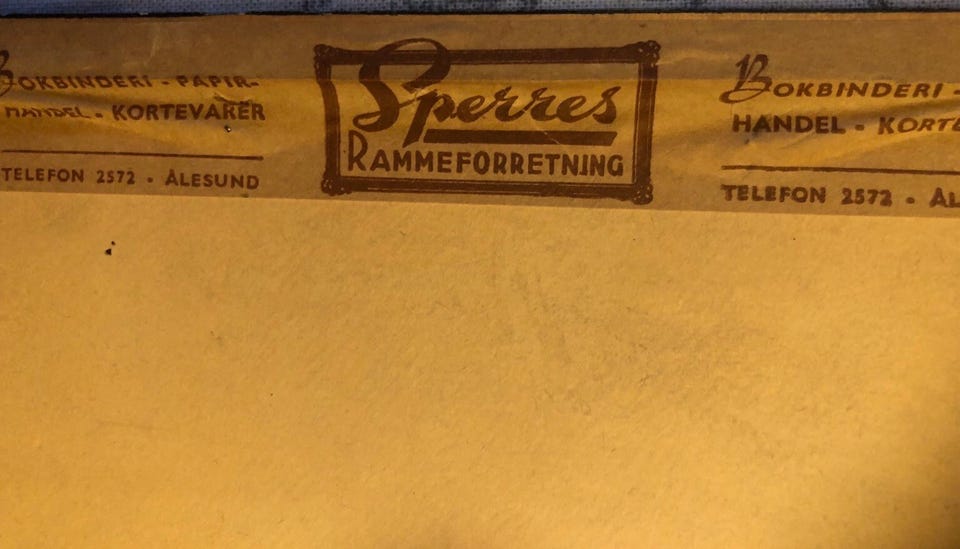 BOKBINDERI - PAPIR-
HANDEL - KORTEVARER
TELEFON 2572 - ÅLESUND
Sperres
RAMMEFORRETNING
BOKBINDERI -
HANDEL - KORTE
TELEFON 2572 - ÅL